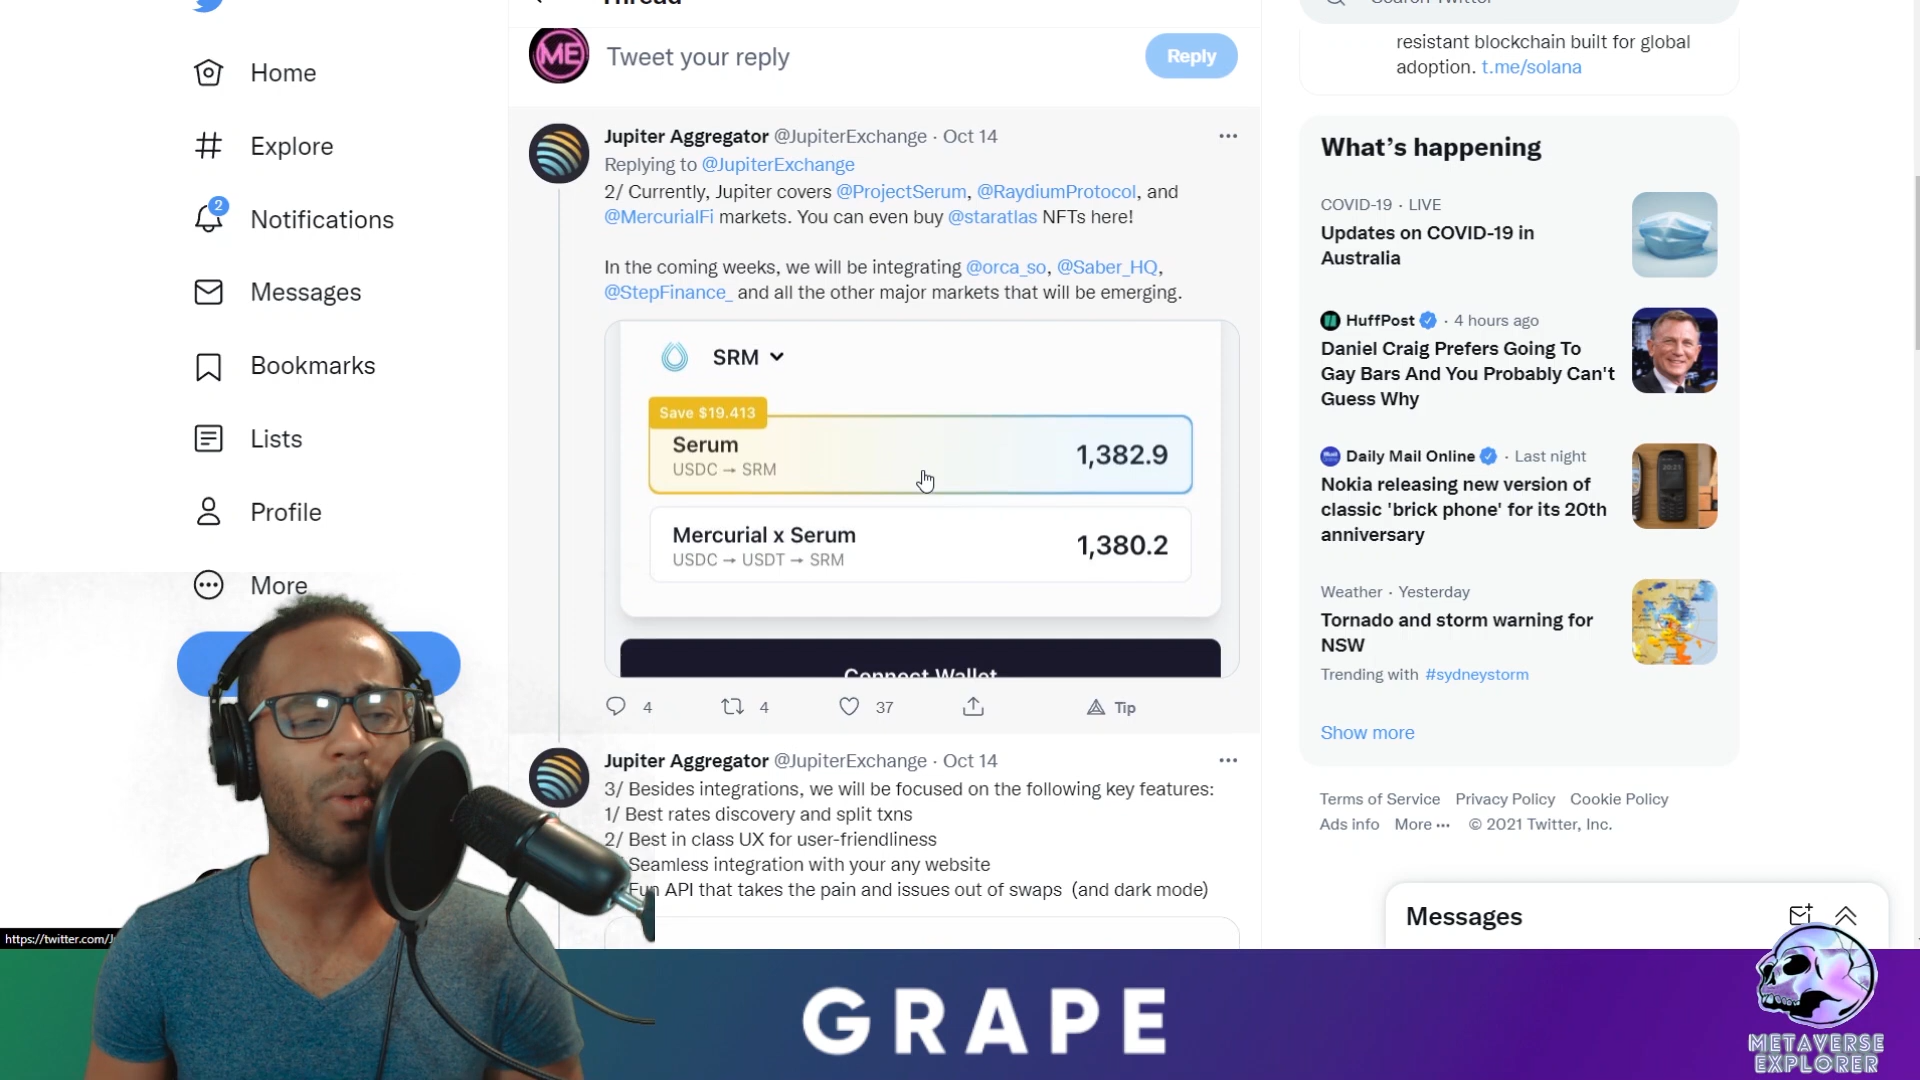 Home
Explore
2
Notifications
Messages
Bookmarks
Lists
Profile
More
https://twitter.com/J
Thread
ME
Tweet your reply
Reply
Jupiter Aggregator @JupiterExchange · Oct 14
Replying to @JupiterExchange
2/ Currently, Jupiter covers @ProjectSerum, @RaydiumProtocol, and
@MercurialFi markets. You can even buy @staratlas NFTs here!
In the coming weeks, we will be integrating @orca_so, @Saber_HQ,
@StepFinance_ and all the other major markets that will be emerging.
SRM
Save $19.413
Serum
1,382.9
USDC → SRM
Mercurial x Serum
1,380.2
USDC → USDT → SRM
Connect Wallet
4
4
37
Tip
Jupiter Aggregator @JupiterExchange · Oct 14
3/ Besides integrations, we will be focused on the following key features:
1/ Best rates discovery and split txns
2/ Best in class UX for user-friendliness
Seamless integration with your any website
Fun API that takes the pain and issues out of swaps (and dark mode)
Search Twitter
resistant blockchain built for global
adoption. t.me/solana
What's happening
COVID-19 · LIVE
Updates on COVID-19 in
Australia
HuffPost · 4 hours ago
Daniel Craig Prefers Going To
Gay Bars And You Probably Can't
Guess Why
Daily Mail Online · Last night
Nokia releasing new version of
classic 'brick phone' for its 20th
anniversary
Weather · Yesterday
Tornado and storm warning for
NSW
Trending with #sydneystorm
Show more
Terms of Service Privacy Policy Cookie Policy
Ads info More ··· © 2021 Twitter, Inc.
Messages
GRAPE
METAVERSE
EXPLORER